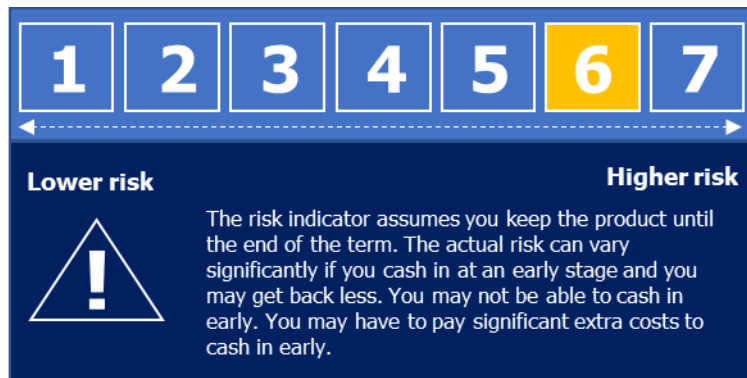 1 2 3 4 5 6 7
Lower risk
Higher risk
!
The risk indicator assumes you keep the product until
the end of the term. The actual risk can vary
significantly if you cash in at an early stage and you
may get back less. You may not be able to cash in
early. You may have to pay significant extra costs to
cash in early.